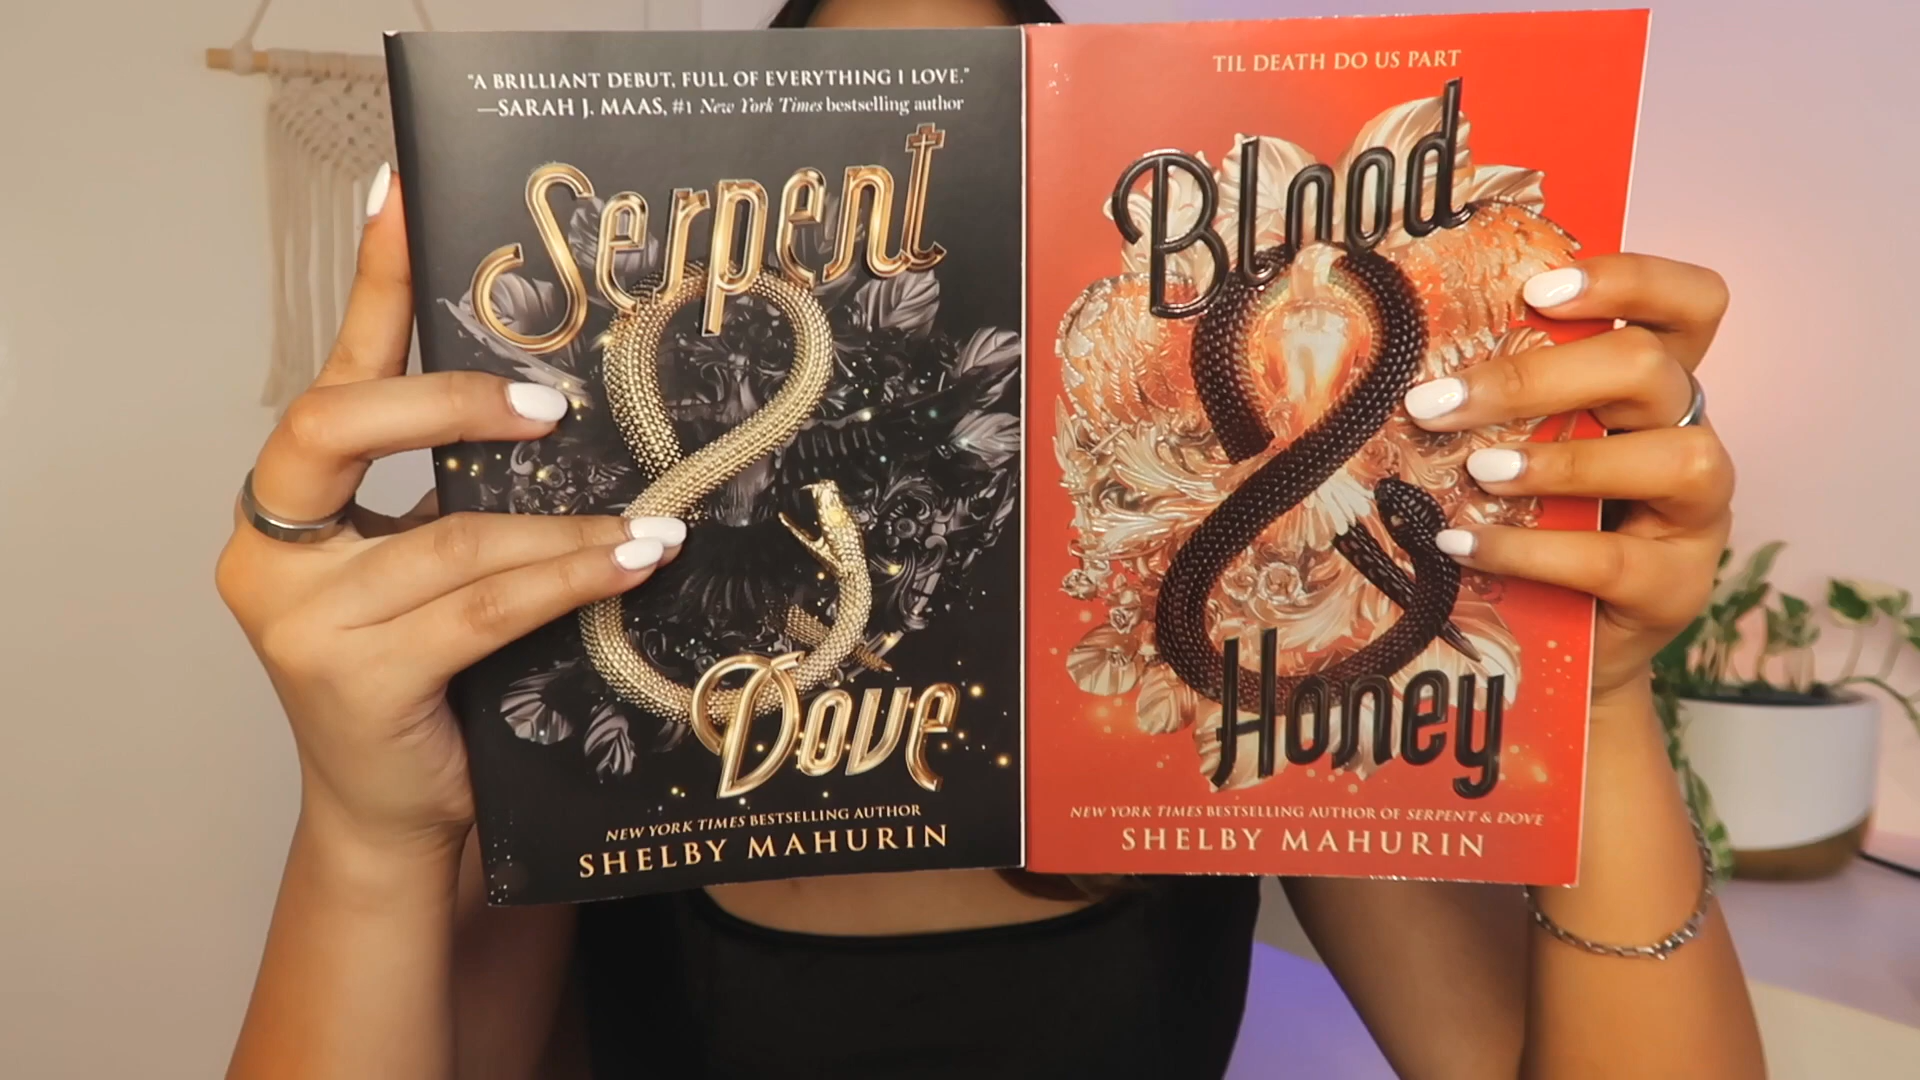 "A BRILLIANT DEBUT, FULL OF EVERYTHING I LOVE."
—SARAH J. MAAS, #1 New York Times bestselling author
Serpent
&
Dove
NEW YORK TIMES BESTSELLING AUTHOR
SHELBY MAHURIN
TIL DEATH DO US PART
Blood
&
Honey
NEW YORK TIMES BESTSELLING AUTHOR OF SERPENT & DOVE
SHELBY MAHURIN